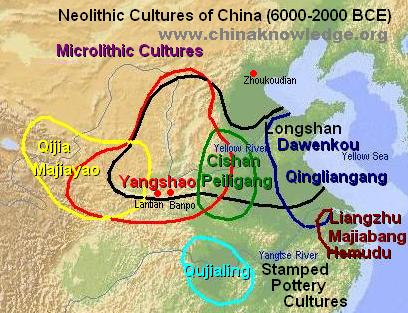 Neolithic Cultures of China (6000-2000 BCE)
www.chinaknowledge.org
Microlithic Cultures
Zhoukoudian
Longshan
Dawenkou
Qijia
Majiayao
Yellow River
Yellow Sea
Cishan
Peiligang
Yangshao
Qingliangang
Lantian
Banpo
Liangzhu
Majiabang
Hemudu
Qujialing
Yangtse River
Stamped
Pottery
Cultures